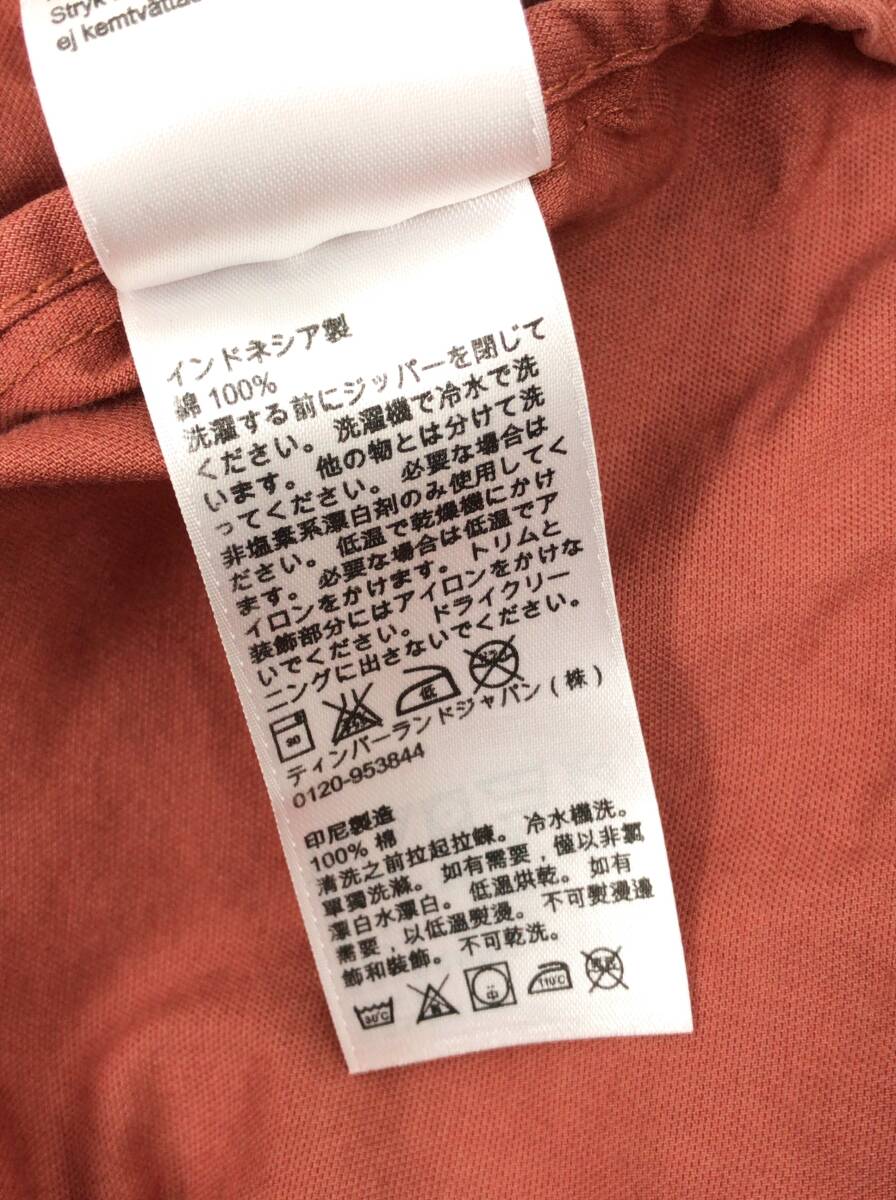 Stryk
ej kemtvättas
インドネシア製
綿 100%
洗濯する前にジッパーを閉じて
ください。洗濯機で冷水で洗
います。他の物とは分けて洗
ってください。必要な場合は
非塩素系漂白剤のみ使用してく
ださい。低温で乾燥機にかけ
ます。必要な場合は低温でア
イロンをかけます。トリムと
装飾部分にはアイロンをかけな
いでください。ドライクリー
ニングに出さないでください。
30
低
ティンバーランドジャパン(株)
0120-953844
印尼製造
100% 棉
清洗之前拉起拉鍊。冷水機洗。
單獨洗滌。如有需要，僅以非氯
漂白水漂白。低溫烘乾。如有
需要，以低溫熨燙。不可熨燙邊
飾和裝飾。不可乾洗。
30°C
中
110°C